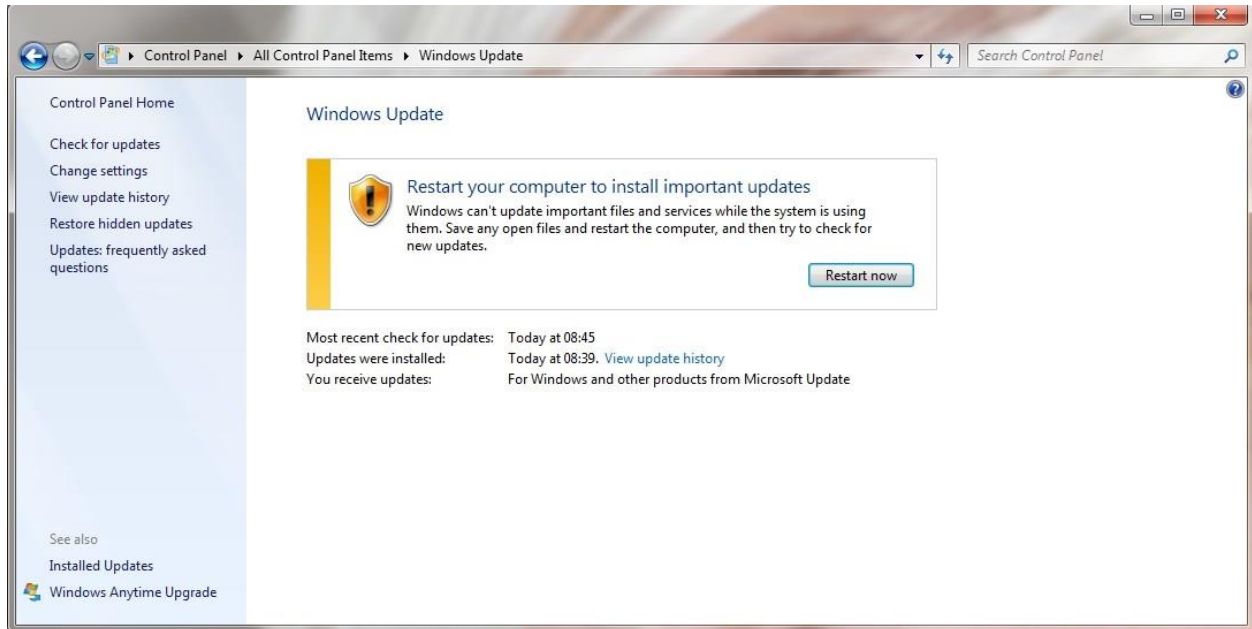 Control Panel All Control Panel Items Windows Update
Search Control Panel
Control Panel Home
Check for updates
Change settings
View update history
Restore hidden updates
Updates: frequently asked
questions
See also
Installed Updates
Windows Anytime Upgrade
Windows Update
Restart your computer to install important updates
Windows can't update important files and services while the system is using
them. Save any open files and restart the computer, and then try to check for
new updates.
Restart now
Most recent check for updates: Today at 08:45
Updates were installed: Today at 08:39. View update history
You receive updates: For Windows and other products from Microsoft Update